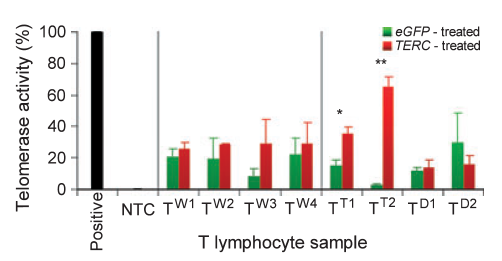 eGFP - treated
TERC - treated
Telomerase activity (%)
100
80
60
40
20
0
*
**
Positive
NTC
T W1
T W2
T W3
T W4
T T1
T T2
T D1
T D2
T lymphocyte sample